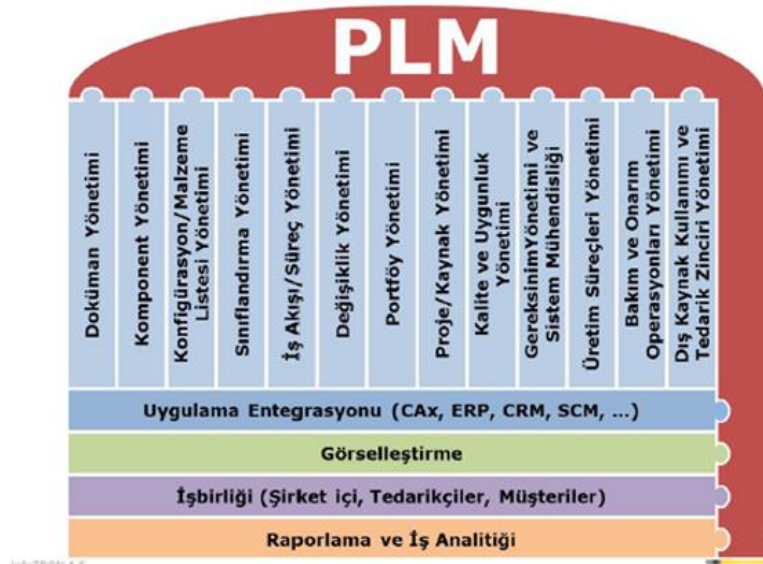 PLM
Doküman Yönetimi
Komponent Yönetimi
Konfigürasyon/Malzeme
Listesi Yönetimi
Sınıflandırma Yönetimi
İş Akışı/Süreç Yönetimi
Değişiklik Yönetimi
Portföy Yönetimi
Proje/Kaynak Yönetimi
Kalite ve Uygunluk
Yönetimi
GereksinimYönetimi ve
Sistem Mühendisliği
Üretim Süreçleri Yönetimi
Bakım ve Onarım
Operasyonları Yönetimi
Dış Kaynak Kullanımı ve
Tedarik Zinciri Yönetimi
Uygulama Entegrasyonu (CAx, ERP, CRM, SCM, ...)
Görselleştirme
İşbirliği (Şirket içi, Tedarikçiler, Müşteriler)
Raporlama ve İş Analitiği